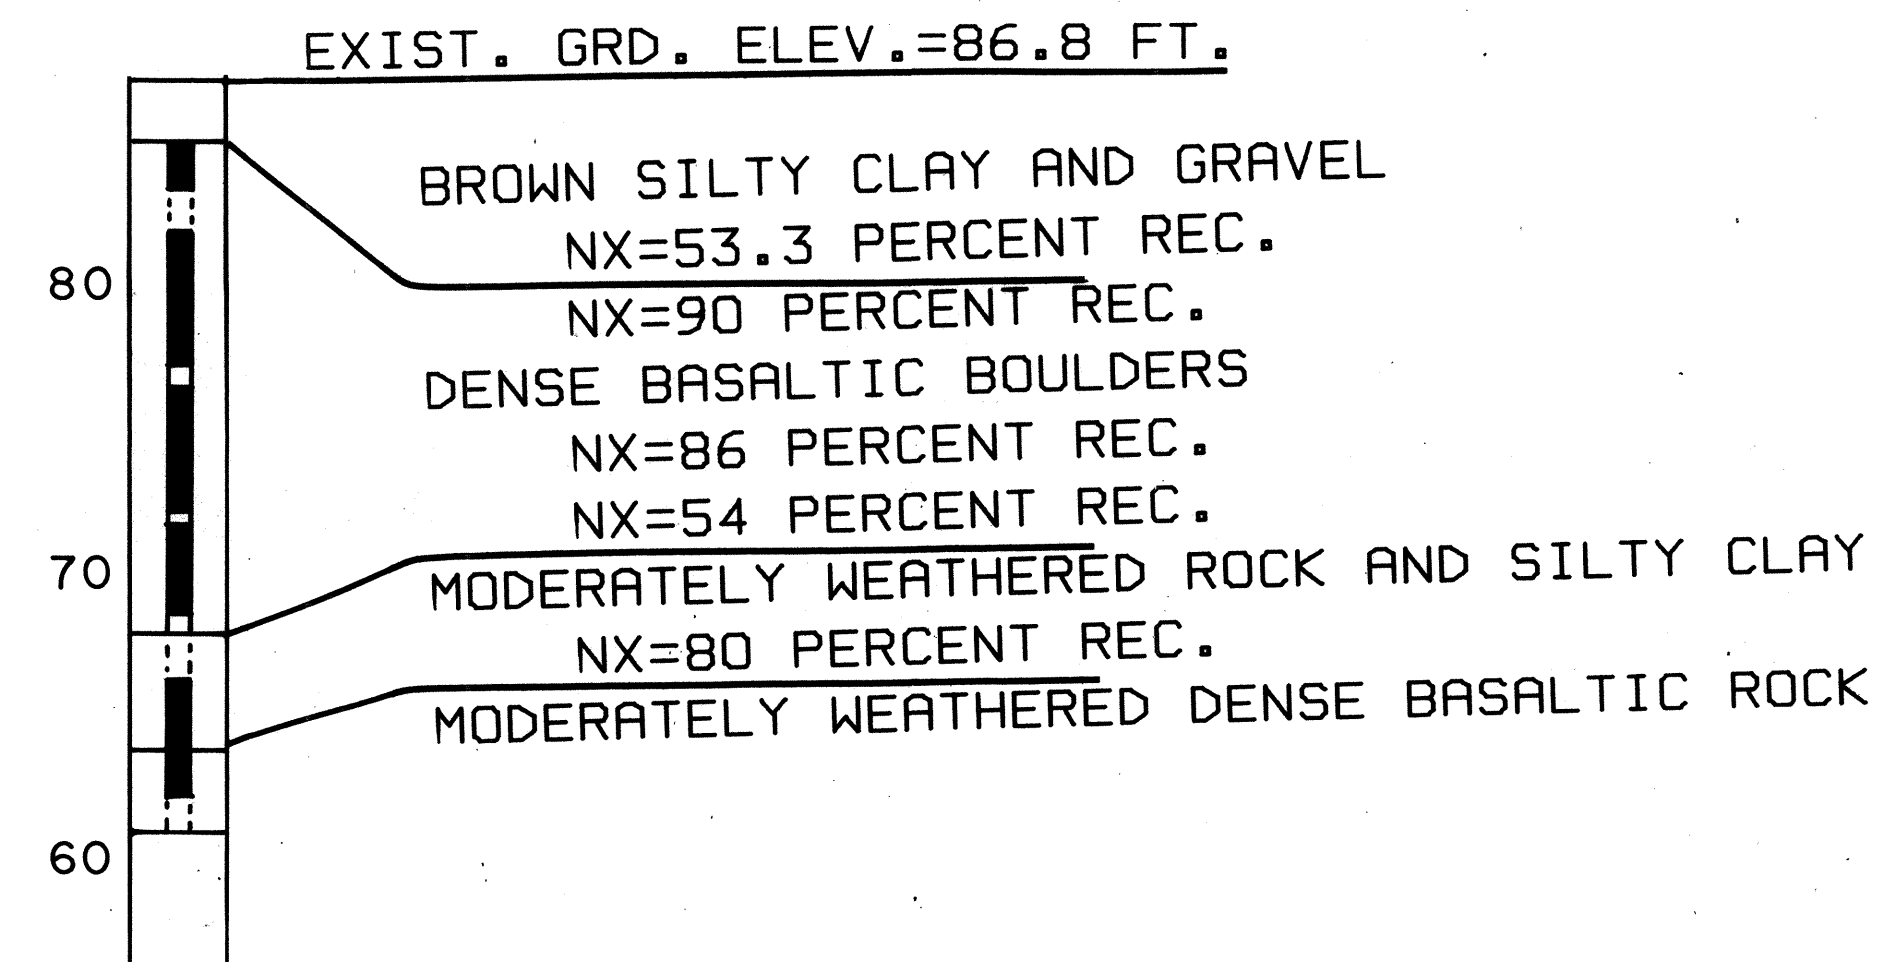 EXIST. GRD. ELEV.=86.8 FT.
BROWN SILTY CLAY AND GRAVEL
NX=53.3 PERCENT REC.
80
NX=90 PERCENT REC.
DENSE BASALTIC BOULDERS
NX=86 PERCENT REC.
NX=54 PERCENT REC.
70
MODERATELY WEATHERED ROCK AND SILTY CLAY
NX=80 PERCENT REC.
MODERATELY WEATHERED DENSE BASALTIC ROCK
60